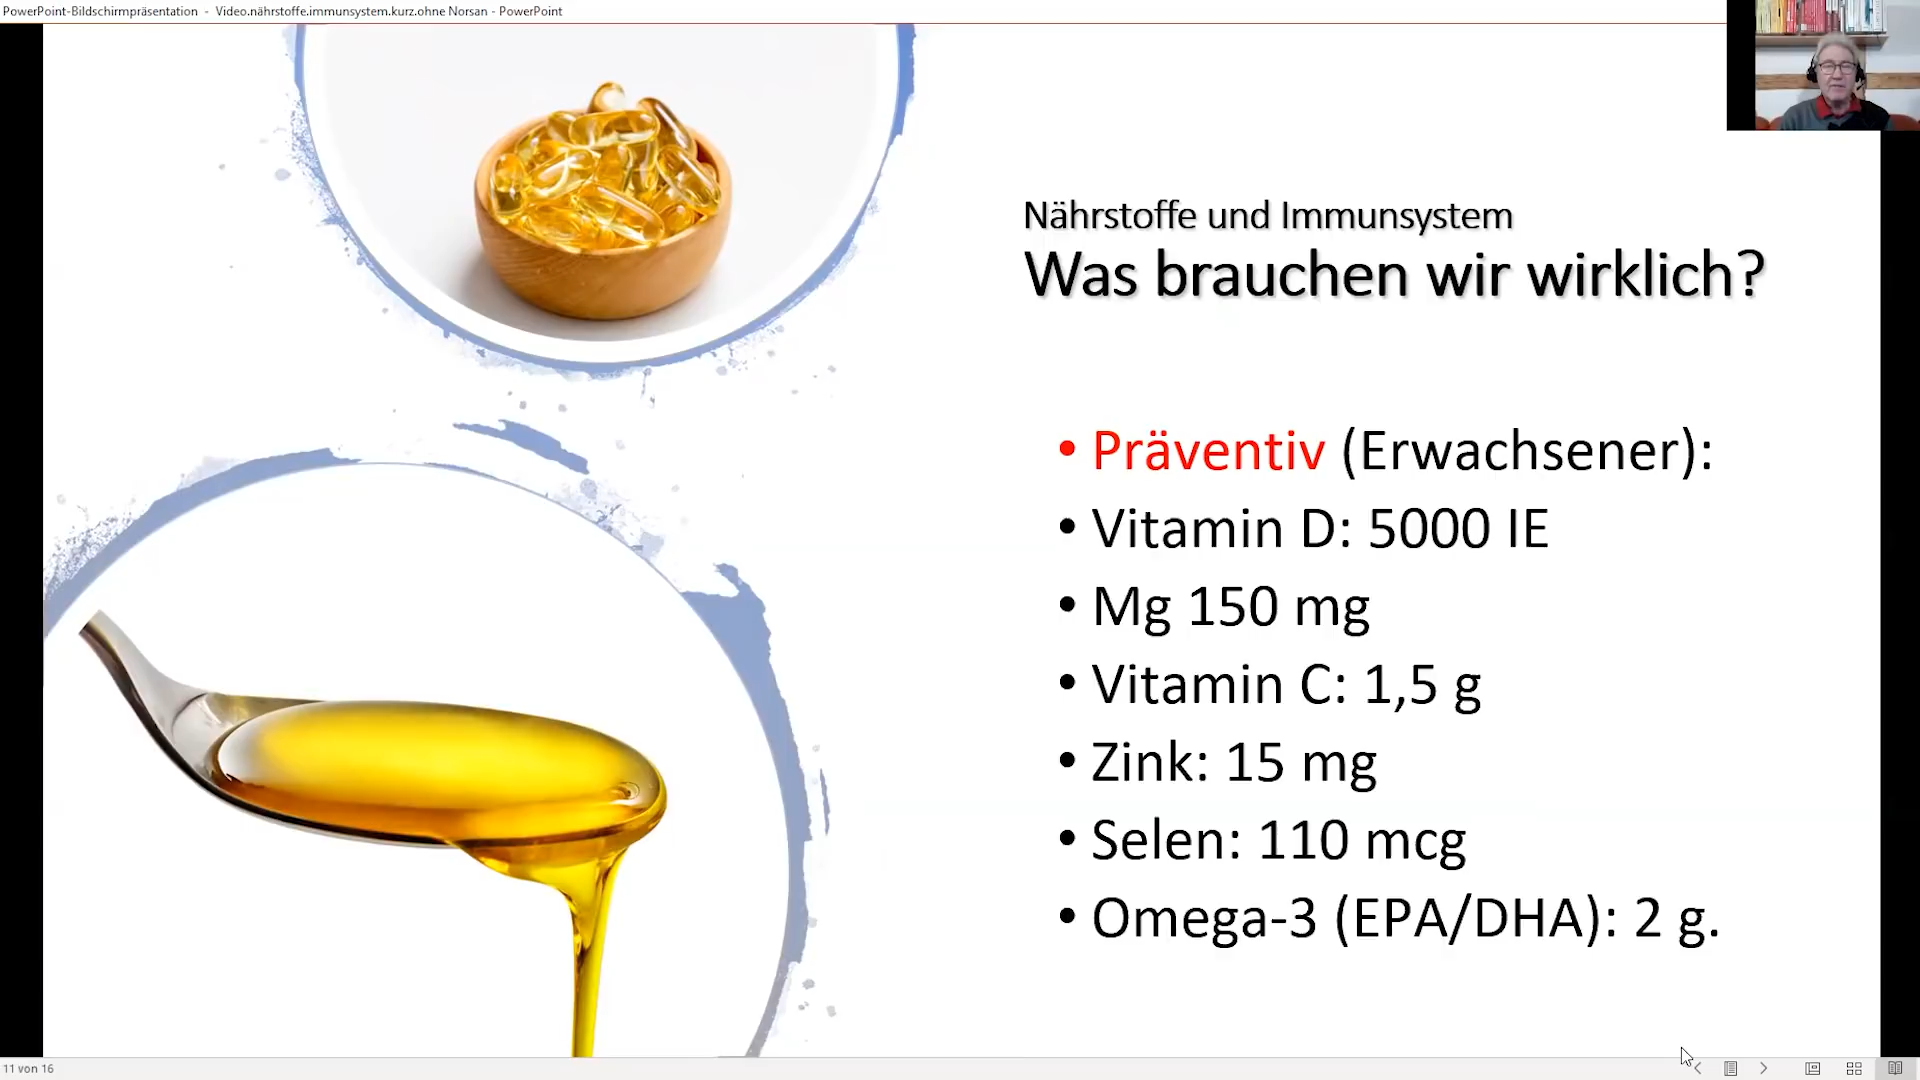 PowerPoint-Bildschirmpräsentation - Video.nährstoffe.immunsystem.kurz.ohne Norsan - PowerPoint
Nährstoffe und Immunsystem
Was brauchen wir wirklich?
• Präventiv (Erwachsener):
• Vitamin D: 5000 IE
• Mg 150 mg
• Vitamin C: 1,5 g
• Zink: 15 mg
• Selen: 110 mcg
• Omega-3 (EPA/DHA): 2 g.
11 von 16